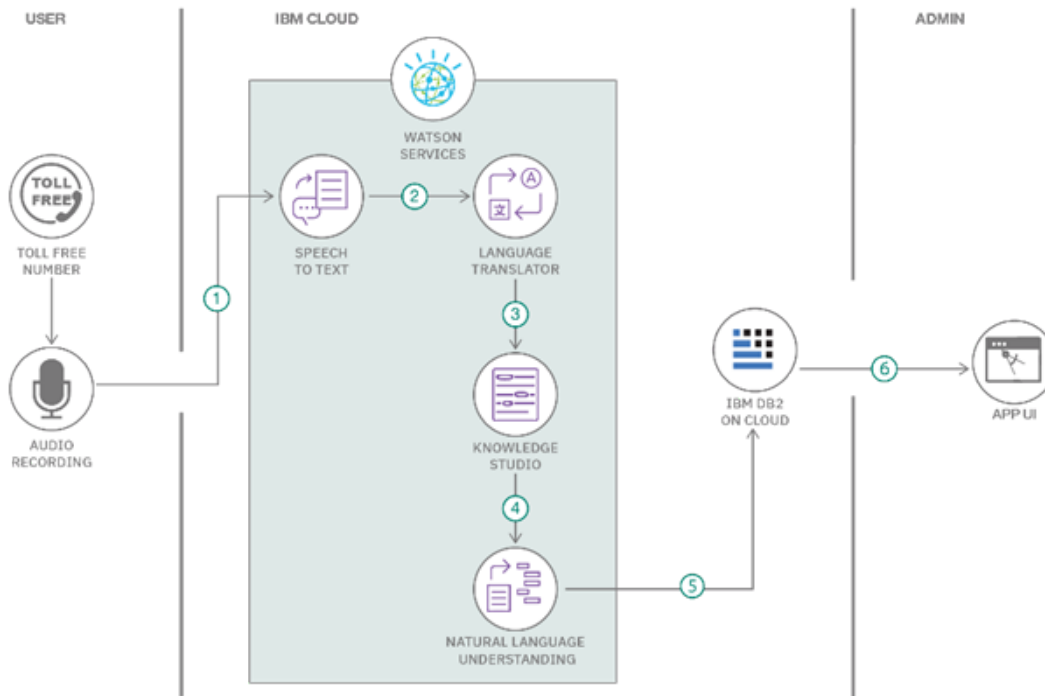 USER
IBM CLOUD
ADMIN
WATSON
SERVICES
TOLL
FREE
TOLL FREE
NUMBER
1
SPEECH
TO TEXT
2
A
文
LANGUAGE
TRANSLATOR
3
AUDIO
RECORDING
KNOWLEDGE
STUDIO
4
NATURAL LANGUAGE
UNDERSTANDING
5
IBM DB2
ON CLOUD
6
APP UI